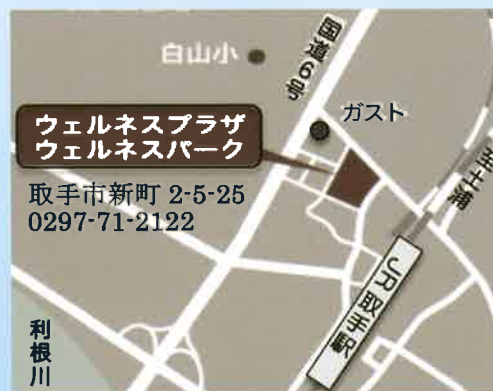 白山小
国道6号
ガスト
ウェルネスプラザ
ウェルネスパーク
取手市新町 2-5-25
0297-71-2122
至土浦
JR取手駅
利根川